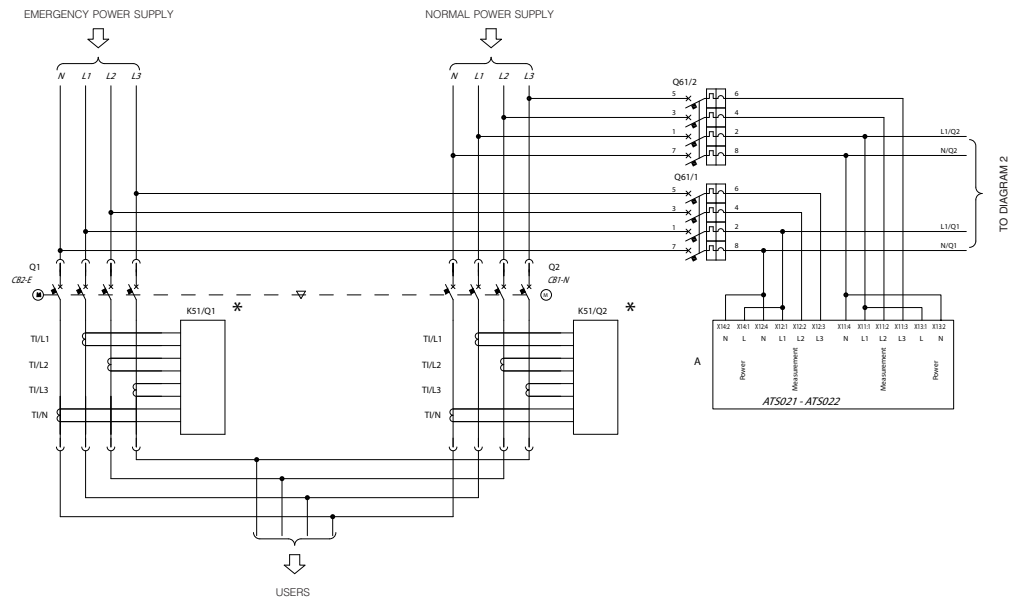 EMERGENCY POWER SUPPLY
NORMAL POWER SUPPLY
N L1 L2 L3
N L1 L2 L3
Q61/2
5 6
3 4
1 2 L1/Q2
7 8 N/Q2
TO DIAGRAM 2
Q61/1
5 6
3 4
1 2 L1/Q1
7 8 N/Q1
Q1
CB2-E
M
Q2
CB1-N
M
K51/Q1
*
K51/Q2
*
TI/L1
TI/L2
TI/L3
TI/N
TI/L1
TI/L2
TI/L3
TI/N
A
X14:2 X14:1 X12:4 X12:1 X12:2 X12:3 X11:4 X11:1 X11:2 X11:3 X13:1 X13:2
N L N L1 L2 L3 N L1 L2 L3 L N
Power Measurement Measurement Power
ATS021 - ATS022
USERS